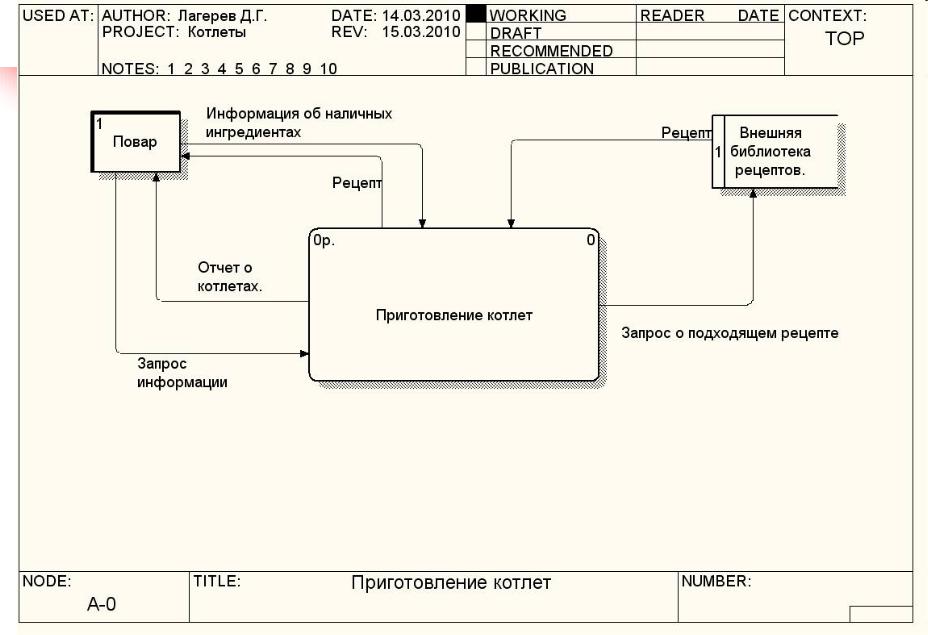 USED AT:
AUTHOR: Лагерев Д.Г.
DATE: 14.03.2010
PROJECT: Котлеты
REV: 15.03.2010
NOTES: 1 2 3 4 5 6 7 8 9 10
WORKING
DRAFT
RECOMMENDED
PUBLICATION
READER
DATE
CONTEXT:
TOP
1
Повар
Информация об наличных
ингредиентах
Рецепт
Рецепт
1
Внешняя
библиотека
рецептов.
0р.
0
Приготовление котлет
Отчет о
котлетах.
Запрос
информации
Запрос о подходящем рецепте
NODE:
A-0
TITLE:
Приготовление котлет
NUMBER: